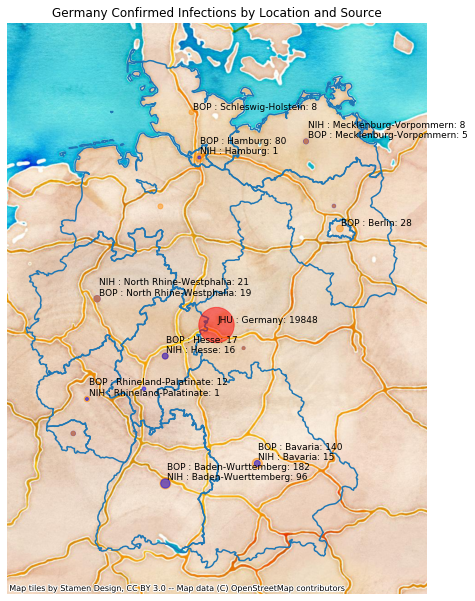 Germany Confirmed Infections by Location and Source
BOP : Schleswig-Holstein: 8
NIH : Mecklenburg-Vorpommern: 8
BOP : Mecklenburg-Vorpommern: 5
BOP : Hamburg: 80
NIH : Hamburg: 1
BOP : Berlin: 28
NIH : North Rhine-Westphalia: 21
BOP : North Rhine-Westphalia: 19
JHU : Germany: 19848
BOP : Hesse: 17
NIH : Hesse: 16
BOP : Rhineland-Palatinate: 12
NIH : Rhineland-Palatinate: 1
BOP : Bavaria: 140
NIH : Bavaria: 15
BOP : Baden-Wurttemberg: 182
NIH : Baden-Wuerttemberg: 96
Map tiles by Stamen Design, CC BY 3.0 -- Map data (C) OpenStreetMap contributors